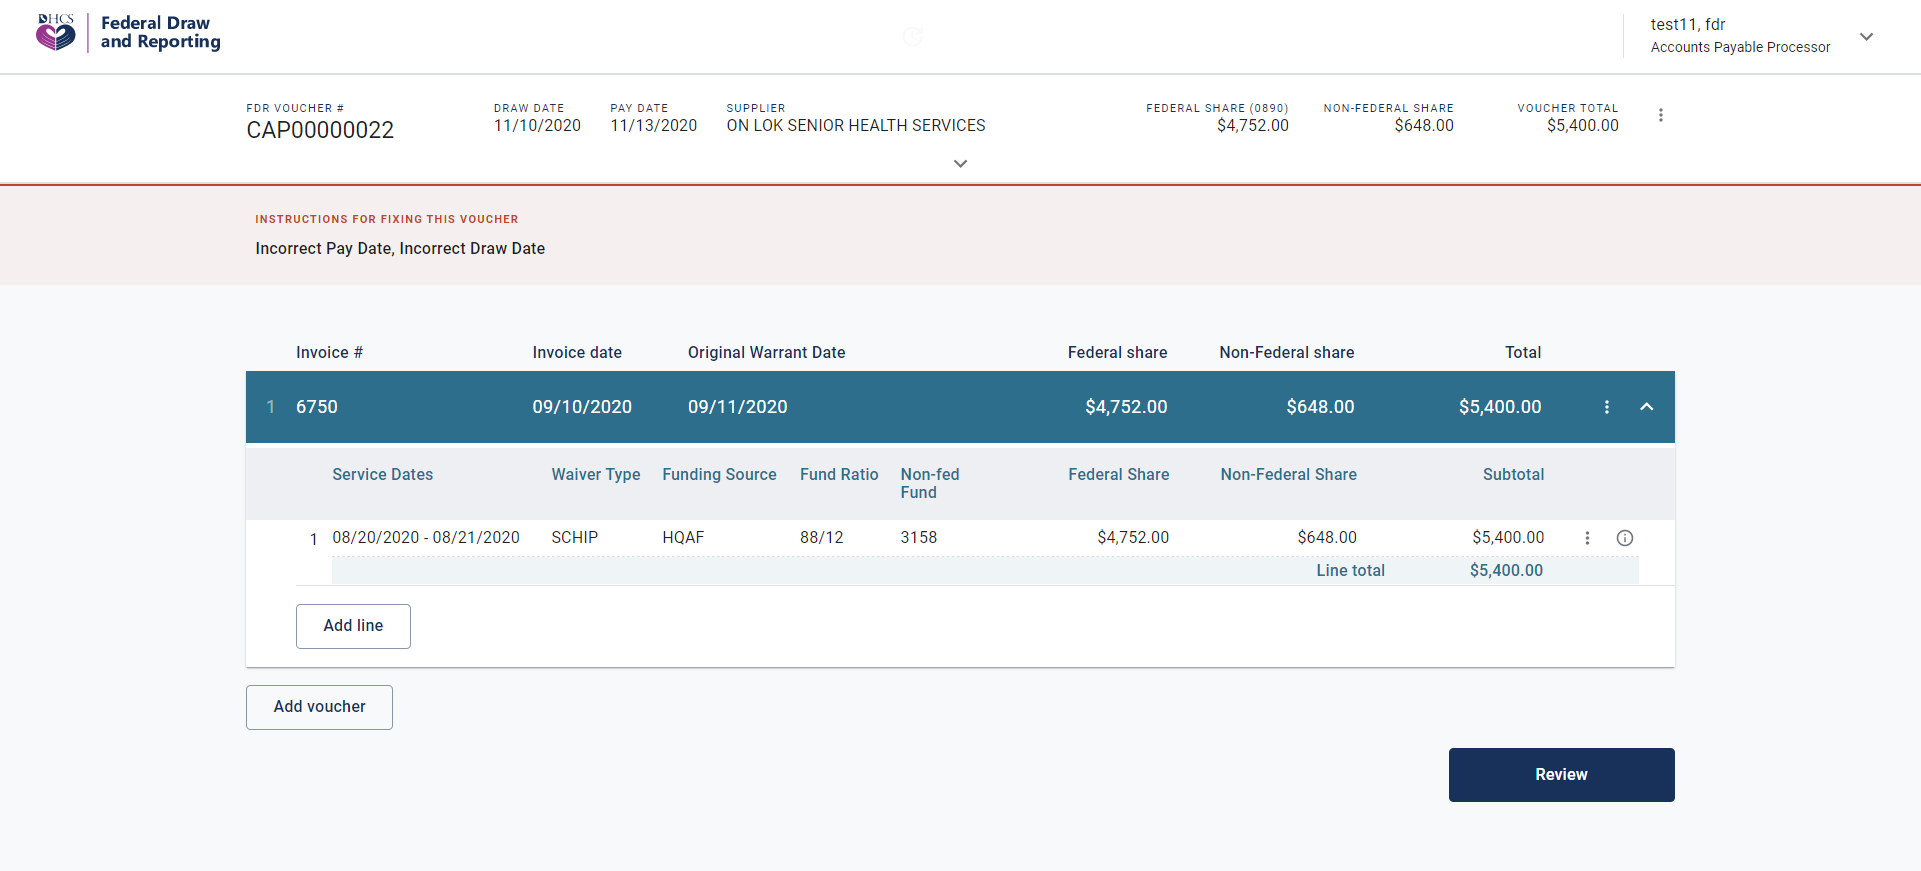 DHCS
Federal Draw
and Reporting
test11, fdr
Accounts Payable Processor
FDR VOUCHER #
CAP00000022
DRAW DATE
11/10/2020
PAY DATE
11/13/2020
SUPPLIER
ON LOK SENIOR HEALTH SERVICES
FEDERAL SHARE (0890)
$4,752.00
NON-FEDERAL SHARE
$648.00
VOUCHER TOTAL
$5,400.00
INSTRUCTIONS FOR FIXING THIS VOUCHER
Incorrect Pay Date, Incorrect Draw Date
Invoice # Invoice date Original Warrant Date Federal share Non-Federal share Total
1 6750 09/10/2020 09/11/2020 $4,752.00 $648.00 $5,400.00
Service Dates Waiver Type Funding Source Fund Ratio Non-fed Fund Federal Share Non-Federal Share Subtotal
1 08/20/2020 - 08/21/2020 SCHIP HQAF 88/12 3158 $4,752.00 $648.00 $5,400.00
Line total $5,400.00
Add line
Add voucher
Review